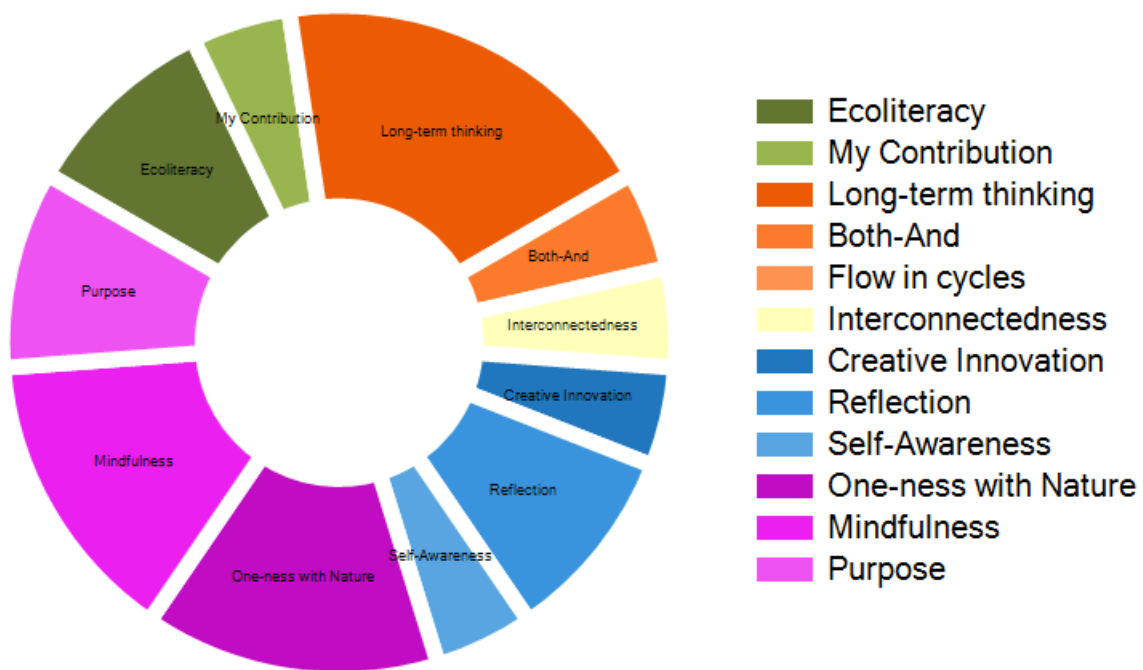 My Contribution
Long-term thinking
Ecoliteracy
Both-And
Purpose
Interconnectedness
Creative Innovation
Mindfulness
Reflection
Self-Awareness
One-ness with Nature
Ecoliteracy
My Contribution
Long-term thinking
Both-And
Flow in cycles
Interconnectedness
Creative Innovation
Reflection
Self-Awareness
One-ness with Nature
Mindfulness
Purpose